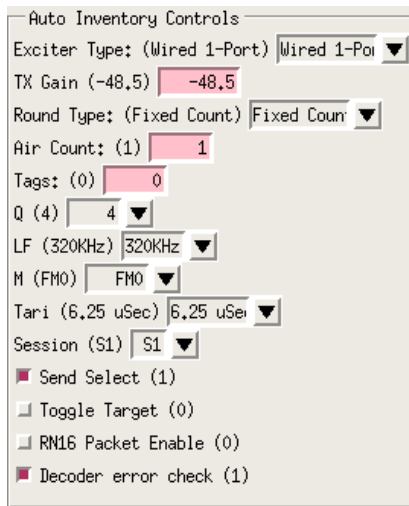 Auto Inventory Controls
Exciter Type: (Wired 1-Port) Wired 1-Po
TX Gain (-48.5) -48.5
Round Type: (Fixed Count) Fixed Coun
Air Count: (1) 1
Tags: (0) 0
Q (4) 4
LF (320KHz) 320KHz
M (FM0) FM0
Tari (6.25 uSec) 6.25 uSe
Session (S1) S1
Send Select (1)
Toggle Target (0)
RN16 Packet Enable (0)
Decoder error check (1)